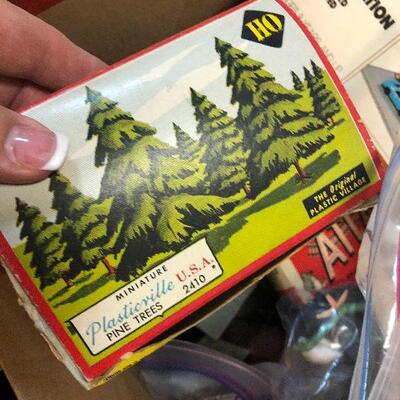 HO
THE Original
PLASTIC VILLAGE
MINIATURE
Plasticville U.S.A.
PINE TREES 2410